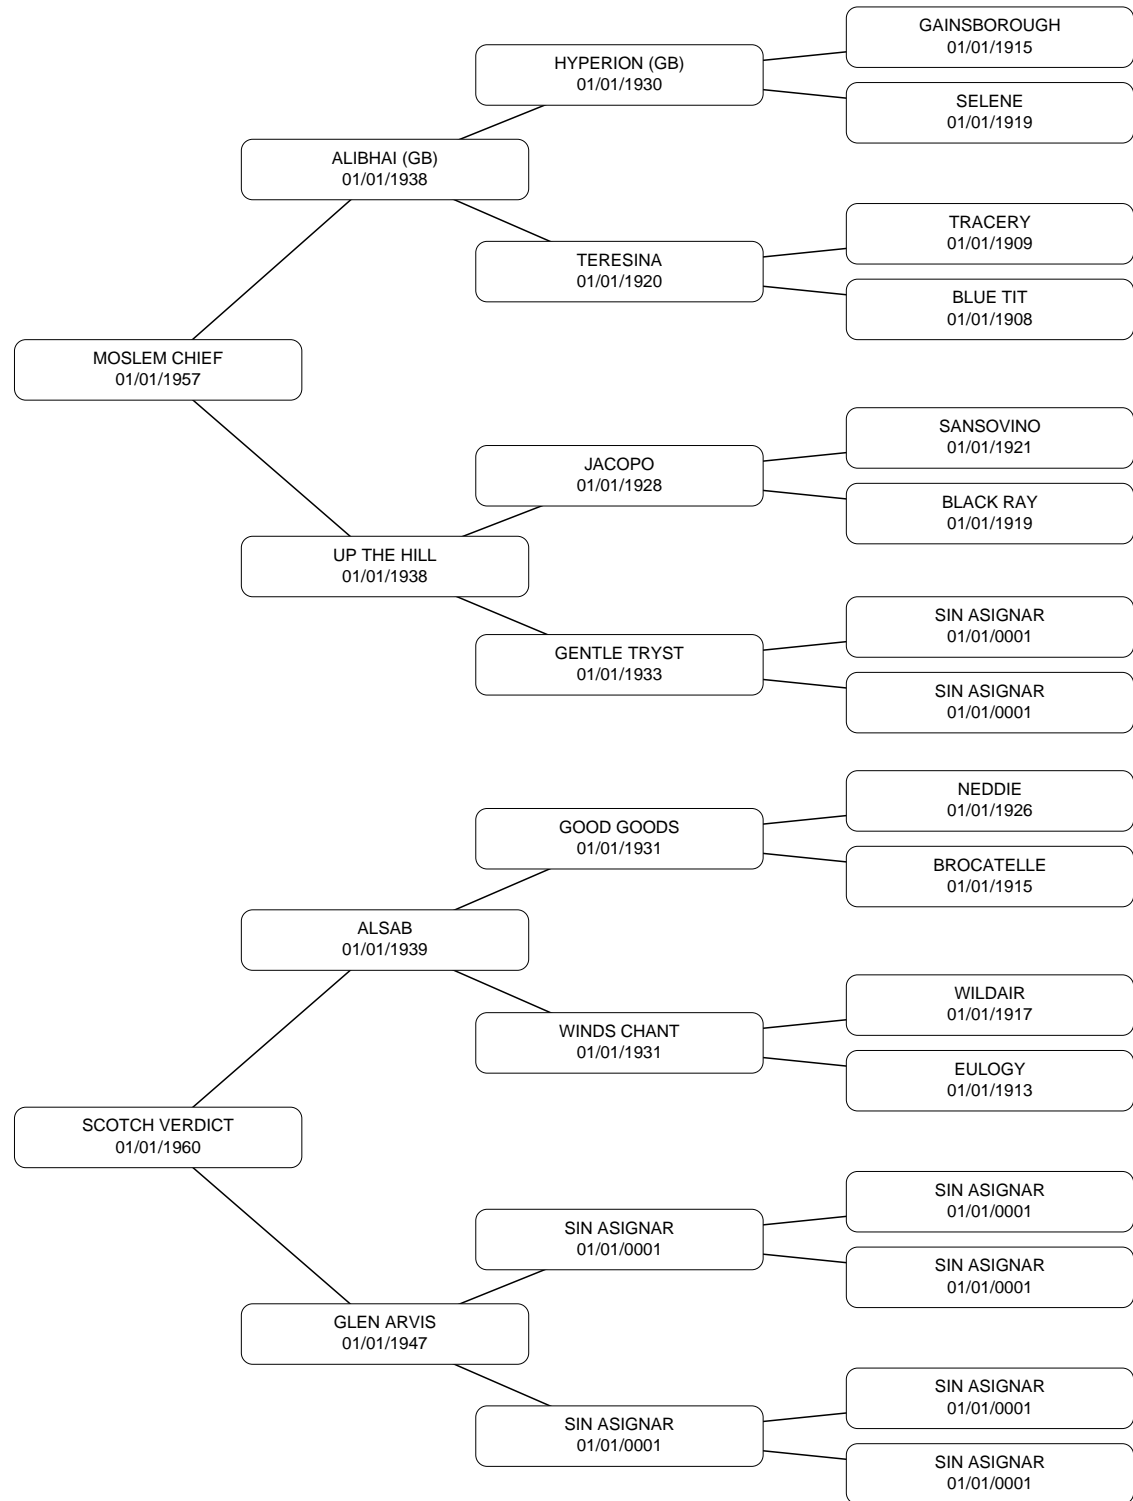 GAINSBOROUGH
01/01/1915
HYPERION (GB)
01/01/1930
SELENE
01/01/1919
ALIBHAI (GB)
01/01/1938
TRACERY
01/01/1909
TERESINA
01/01/1920
BLUE TIT
01/01/1908
MOSLEM CHIEF
01/01/1957
SANSOVINO
01/01/1921
JACOPO
01/01/1928
BLACK RAY
01/01/1919
UP THE HILL
01/01/1938
SIN ASIGNAR
01/01/0001
GENTLE TRYST
01/01/1933
SIN ASIGNAR
01/01/0001
NEDDIE
01/01/1926
GOOD GOODS
01/01/1931
BROCATELLE
01/01/1915
ALSAB
01/01/1939
WILDAIR
01/01/1917
WINDS CHANT
01/01/1931
EULOGY
01/01/1913
SCOTCH VERDICT
01/01/1960
SIN ASIGNAR
01/01/0001
SIN ASIGNAR
01/01/0001
SIN ASIGNAR
01/01/0001
GLEN ARVIS
01/01/1947
SIN ASIGNAR
01/01/0001
SIN ASIGNAR
01/01/0001
SIN ASIGNAR
01/01/0001